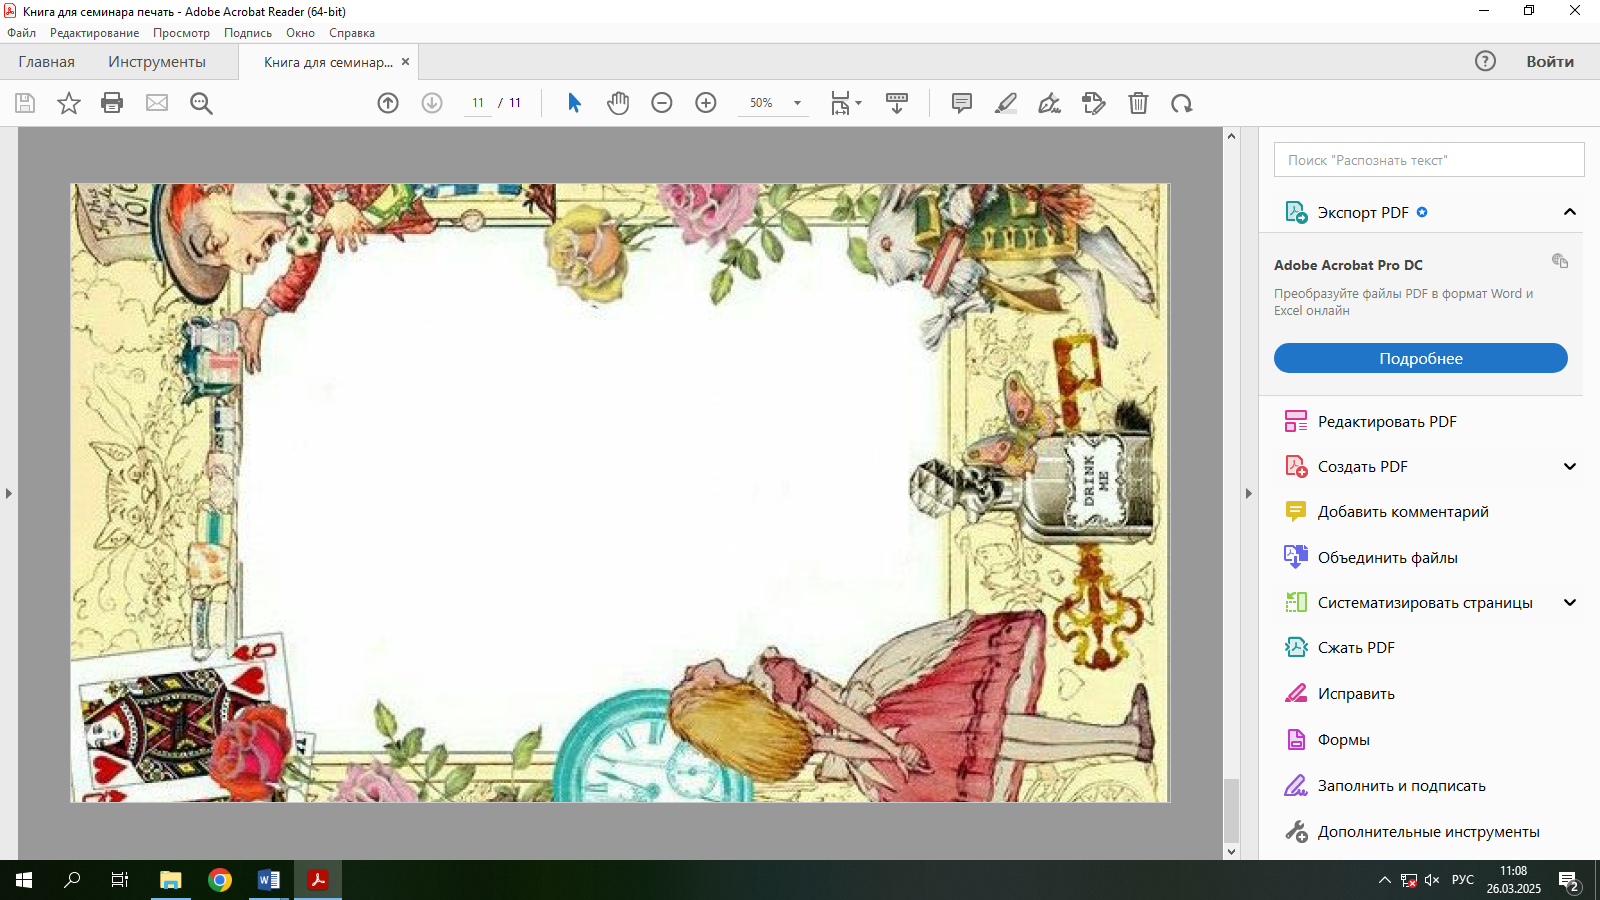 Книга для семинара печать - Adobe Acrobat Reader (64-bit)
Файл Редактирование Просмотр Подпись Окно Справка
Главная Инструменты Книга для семинар... Войти
11 / 11 50%
Поиск "Распознать текст"
Экспорт PDF
Adobe Acrobat Pro DC
Преобразуйте файлы PDF в формат Word и
Excel онлайн
Подробнее
Редактировать PDF
Создать PDF
Добавить комментарий
Объединить файлы
Систематизировать страницы
Сжать PDF
Исправить
Формы
Заполнить и подписать
Дополнительные инструменты
DRINK
ME
Q
РУС
11:08
26.03.2025
2